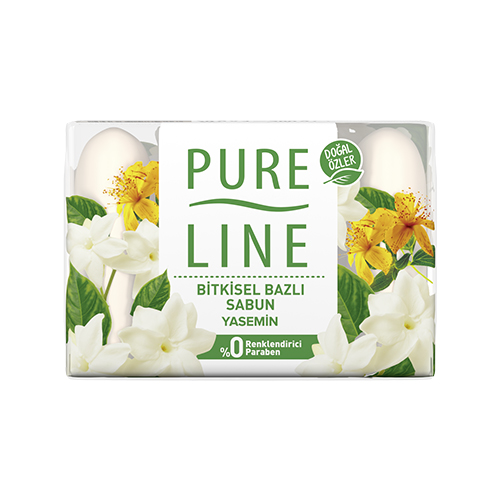 PURE
LINE
DOĞAL
ÖZLER
BİTKİSEL BAZLI
SABUN
YASEMİN
%0 Renklendirici
Paraben